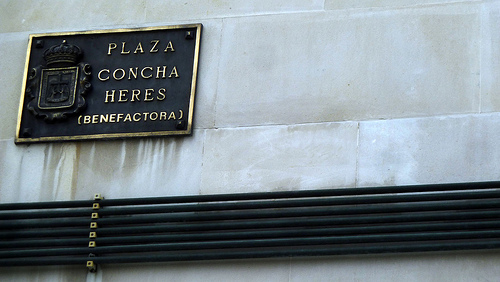 PLAZA
CONCHA
HERES
(BENEFACTORA)